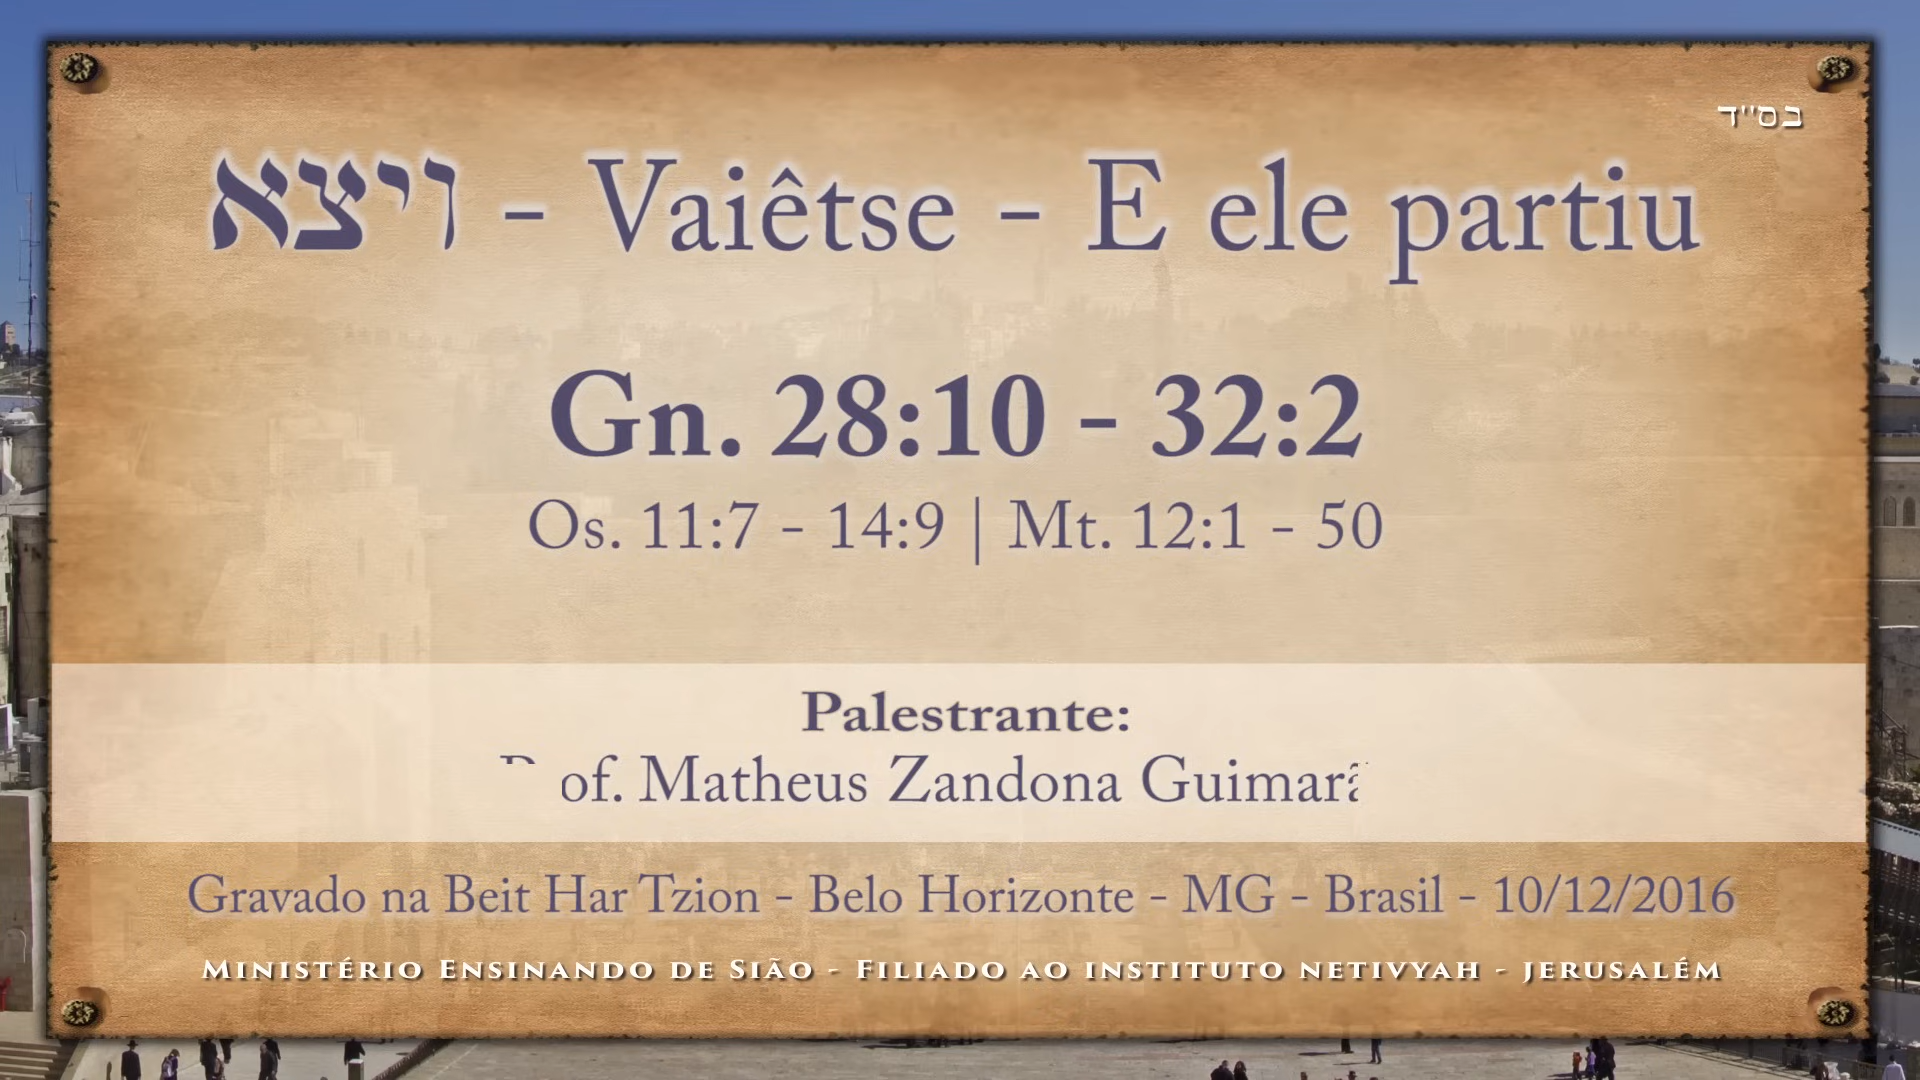 בס"ד
ויצא - Vaiêtse - E ele partiu
Gn. 28:10 - 32:2
Os. 11:7 - 14:9 | Mt. 12:1 - 50
Palestrante:
Matheus Zandona
Gravado na Beit Har Tzion - Belo Horizonte - MG - Brasil - 10/12/2016
Ministério Ensinando de Sião - Filiado ao instituto netivyah - jerusalém